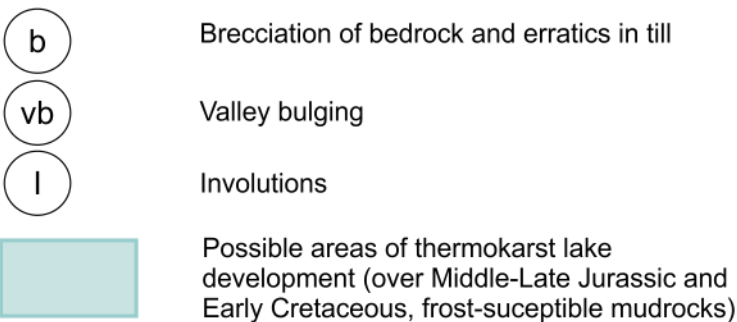 b Brecciation of bedrock and erratics in till
vb Valley bulging
I Involutions
Possible areas of thermokarst lake
development (over Middle-Late Jurassic and
Early Cretaceous, frost-suceptible mudrocks)